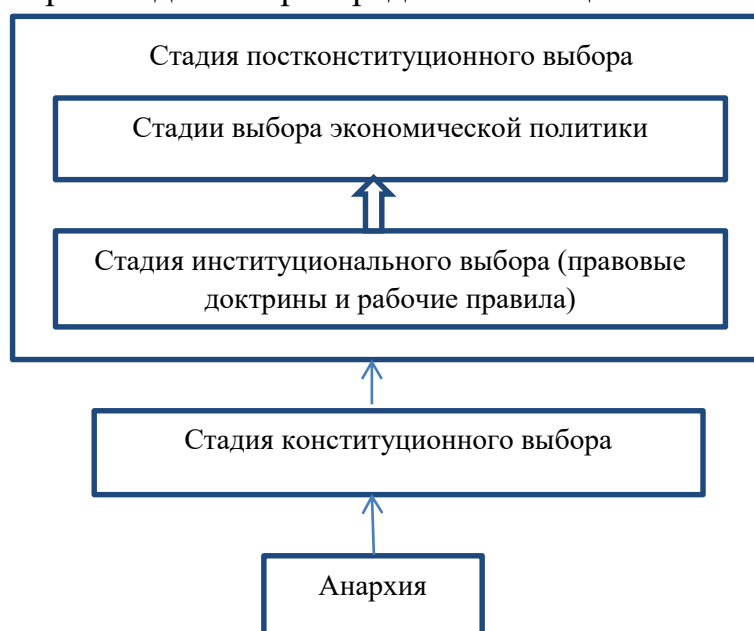 Стадия постконституционного выбора
Стадии выбора экономической политики
Стадия институционального выбора (правовые
доктрины и рабочие правила)
Стадия конституционного выбора
Анархия